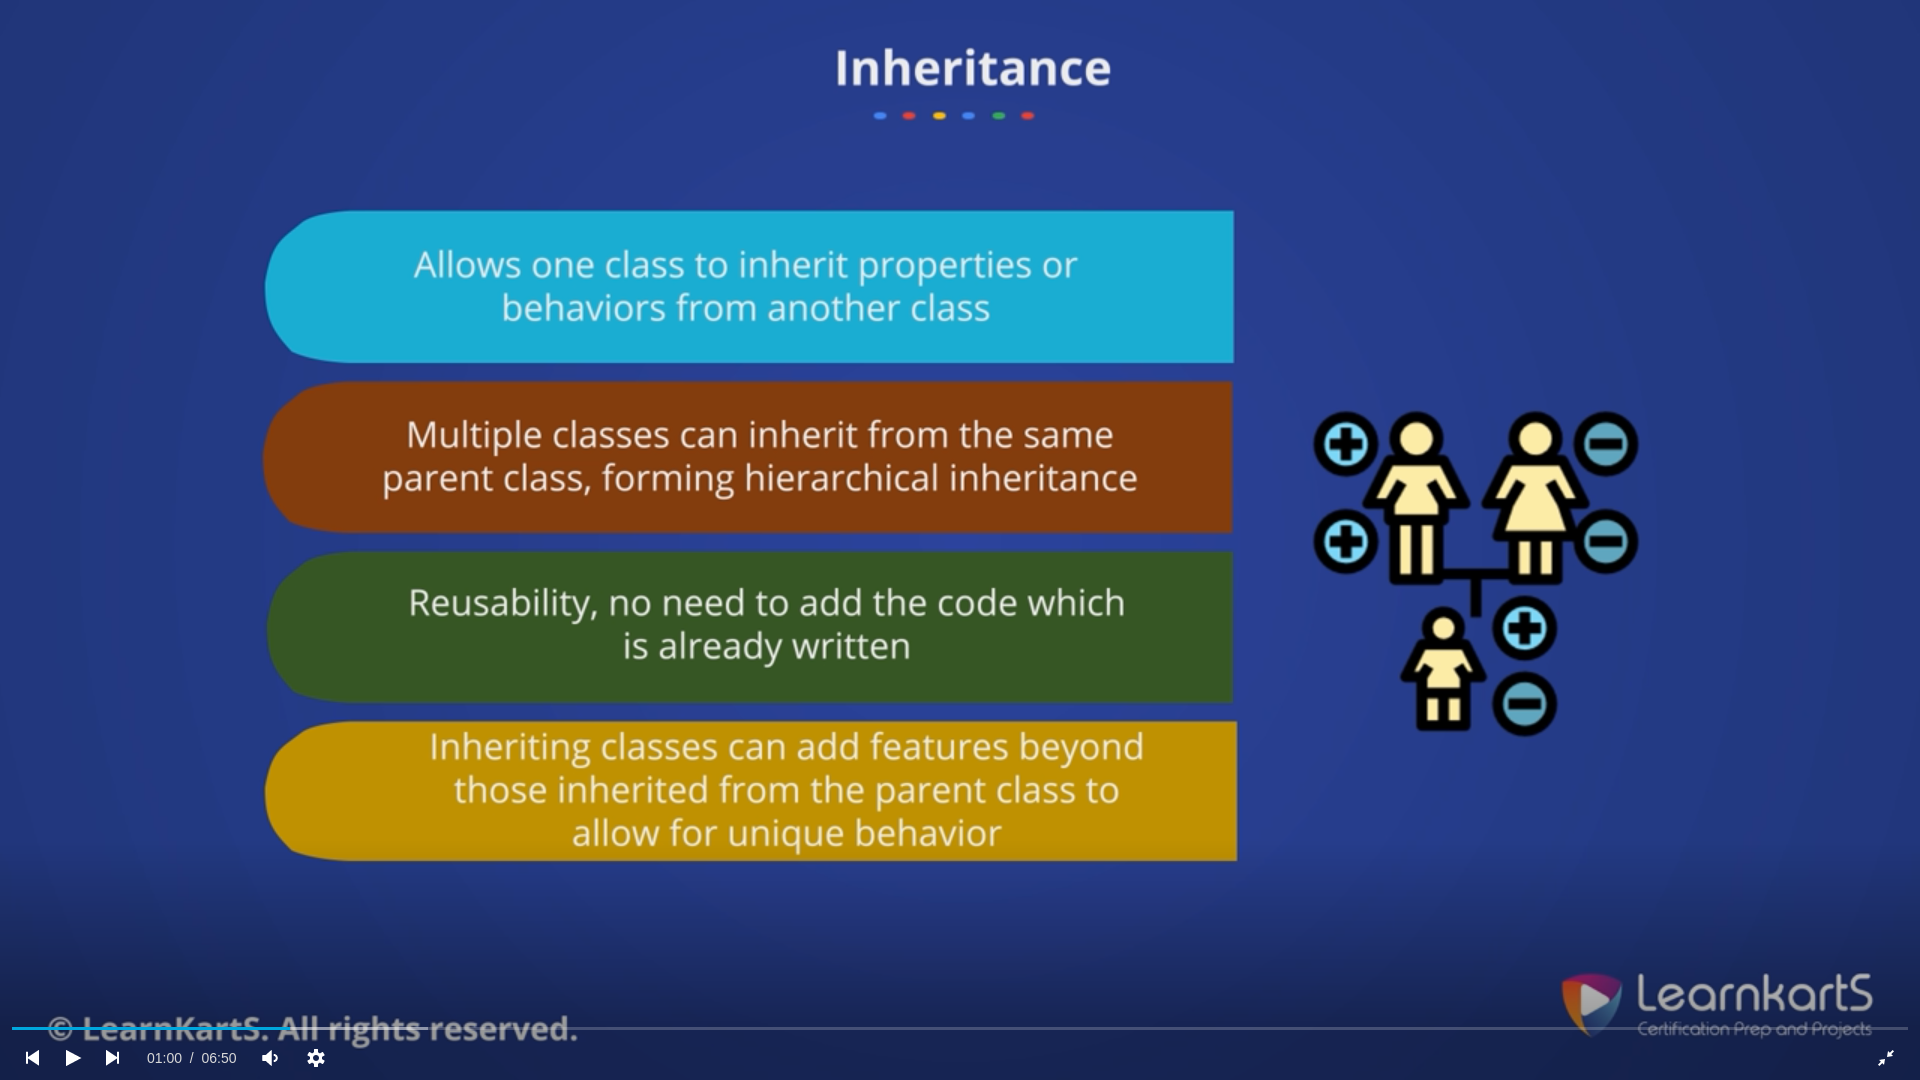 Inheritance
Allows one class to inherit properties or
behaviors from another class
Multiple classes can inherit from the same
parent class, forming hierarchical inheritance
Reusability, no need to add the code which
is already written
Inheriting classes can add features beyond
those inherited from the parent class to
allow for unique behavior
LearnkartS
Certification Prep and Projects
© LearnKartS. All rights reserved.
01:00 / 06:50